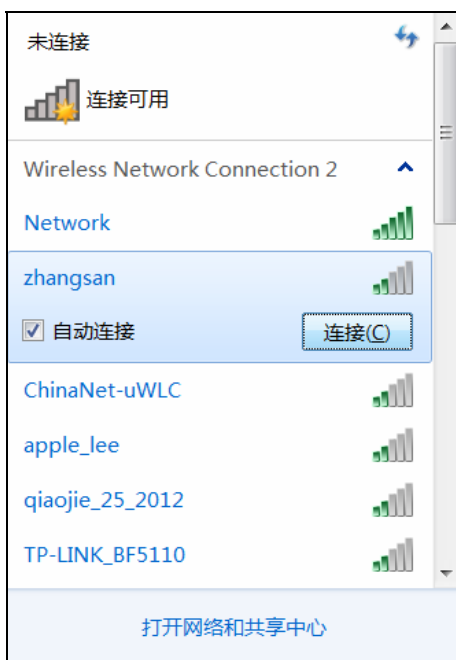 未连接
连接可用
Wireless Network Connection 2
Network
zhangsan
自动连接
连接(C)
ChinaNet-uWLC
apple_lee
qiaojie_25_2012
TP-LINK_BF5110
打开网络和共享中心